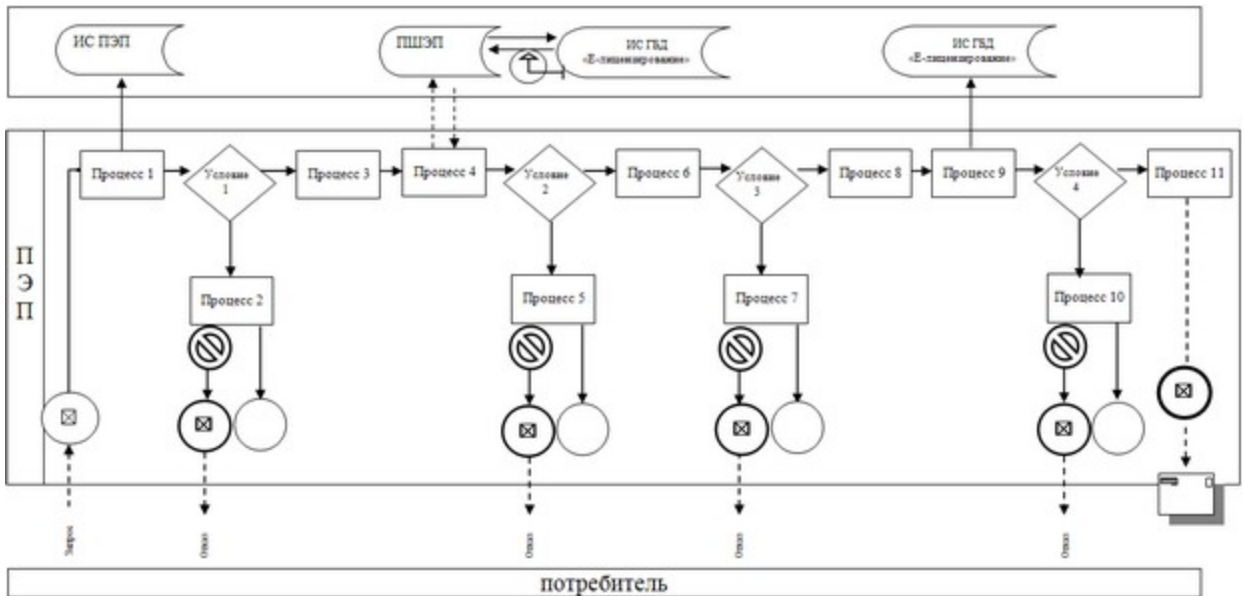 ИС ПЭП
ПШЭП
ИС ГБД
«Е-лицензирование»
ИС ГБД
«Е-лицензирование»
ПЭП
Процесс 1
Условие
1
Процесс 3
Процесс 4
Условие
2
Процесс 6
Условие
3
Процесс 8
Процесс 9
Условие
4
Процесс 11
Процесс 2
Процесс 5
Процесс 7
Процесс 10
Запрос
Отказ
Отказ
Отказ
Отказ
потребитель